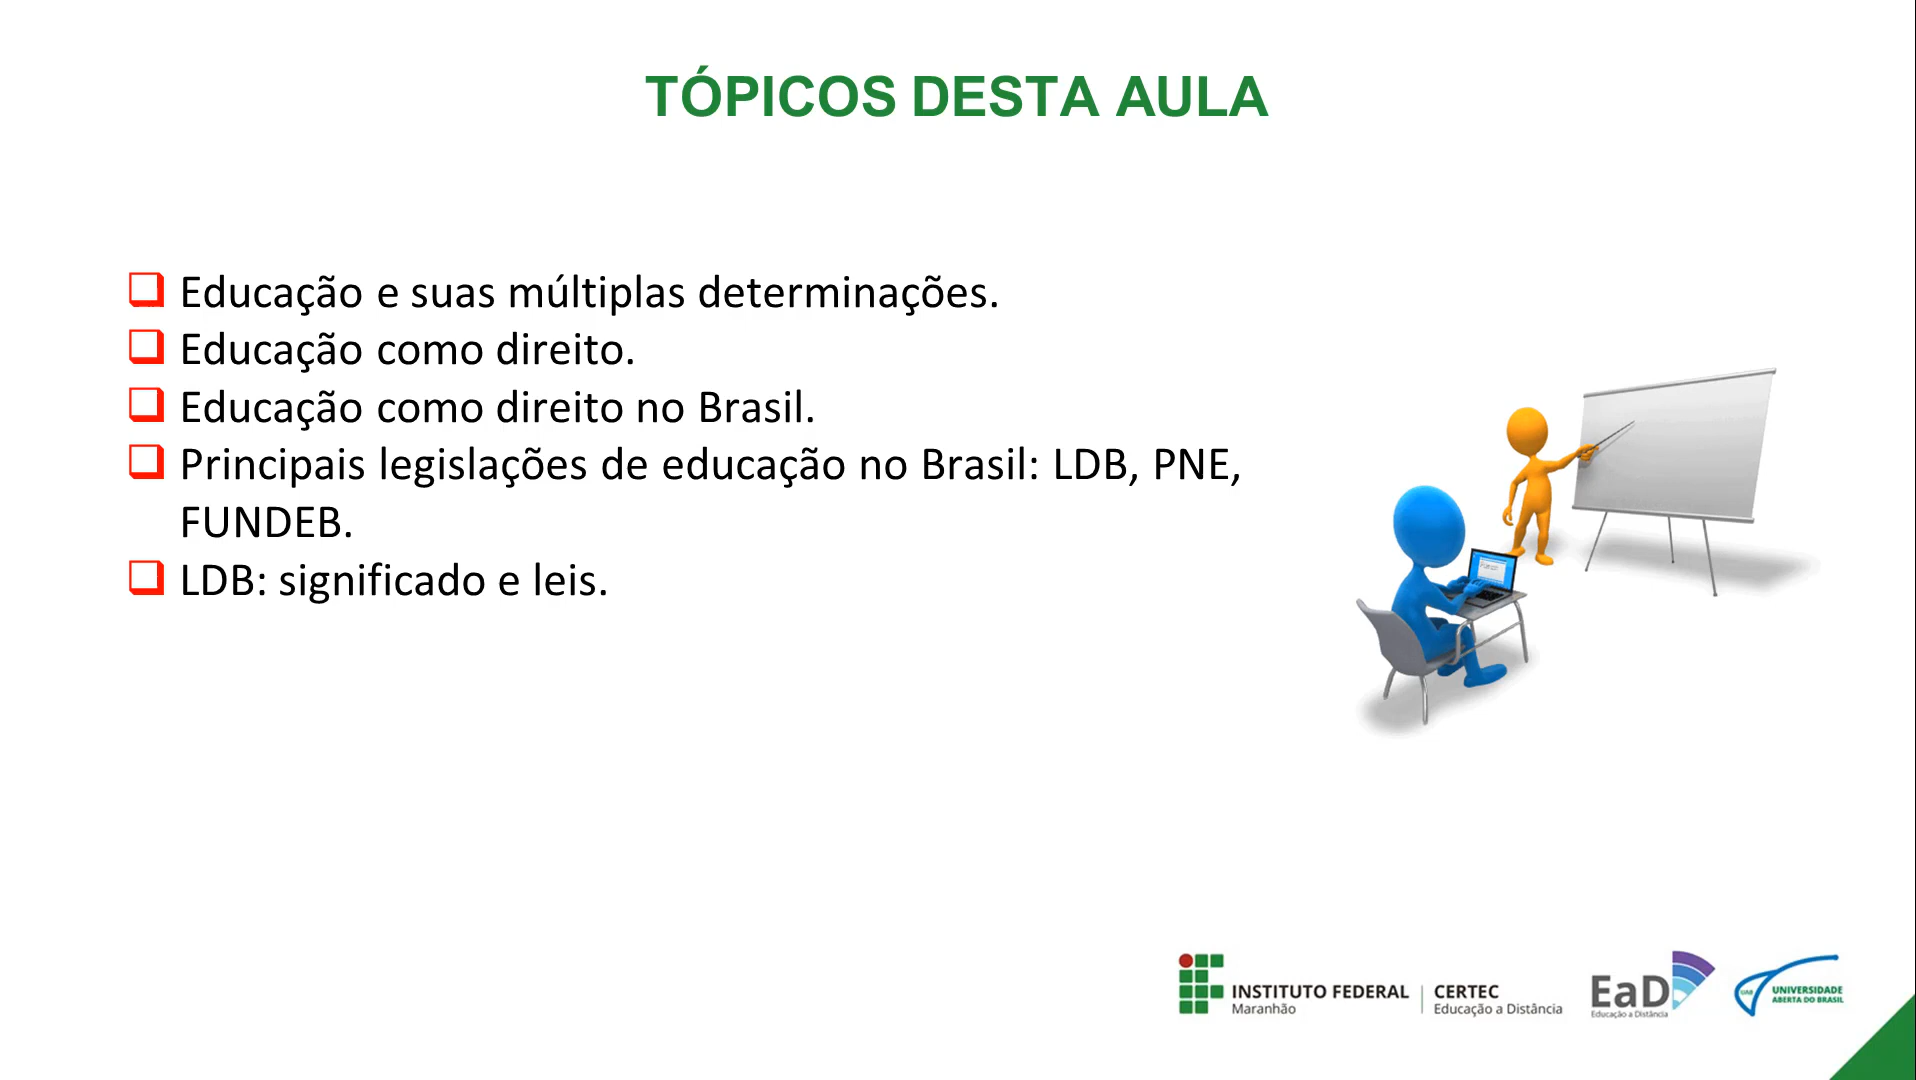 TÓPICOS DESTA AULA
Educação e suas múltiplas determinações.
Educação como direito.
Educação como direito no Brasil.
Principais legislações de educação no Brasil: LDB, PNE,
FUNDEB.
LDB: significado e leis.
INSTITUTO FEDERAL
Maranhão
CERTEC
Educação a Distância
EaD
Educação a Distância
UAB
UNIVERSIDADE
ABERTA DO BRASIL